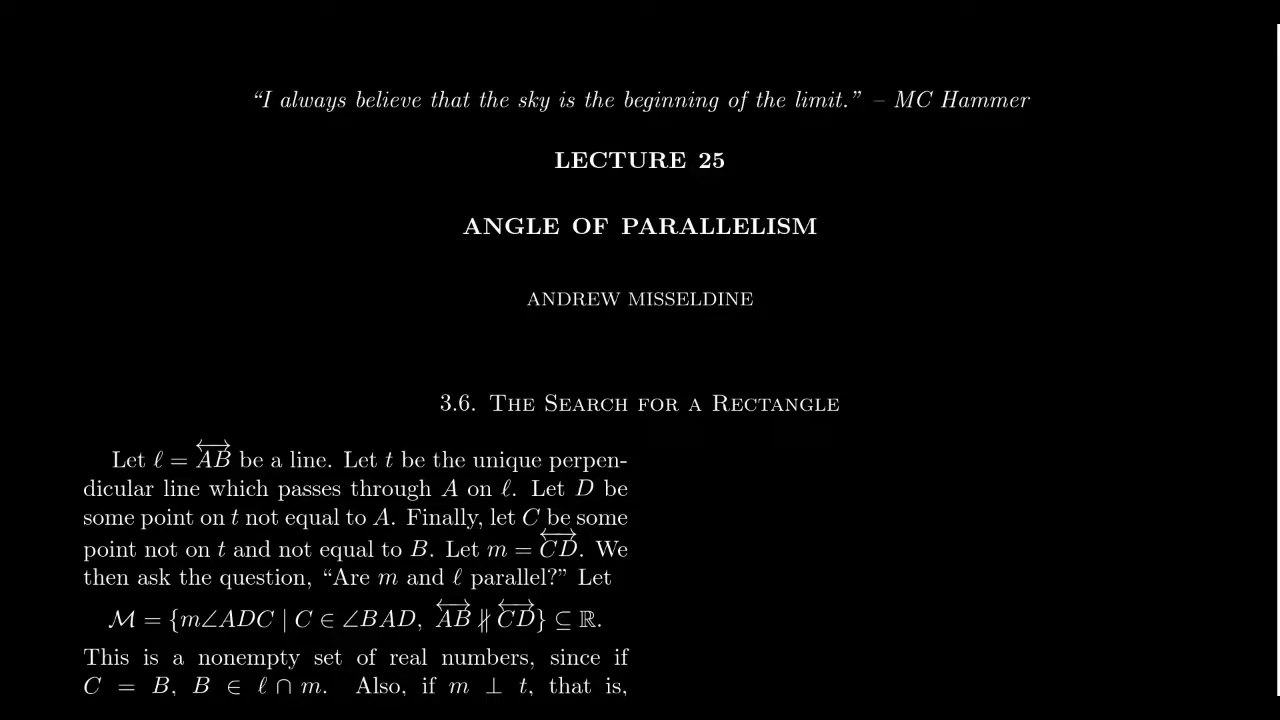 “I always believe that the sky is the beginning of the limit.” – MC Hammer
LECTURE 25
ANGLE OF PARALLELISM
ANDREW MISSELDINE
3.6. The Search for a Rectangle
Let ℓ = \overleftrightarrow{AB} be a line. Let t be the unique perpen-
dicular line which passes through A on ℓ. Let D be
some point on t not equal to A. Finally, let C be some
point not on t and not equal to B. Let m = \overleftrightarrow{CD}. We
then ask the question, “Are m and ℓ parallel?” Let
ℳ = {m∠ADC | C ∈ ∠BAD, \overleftrightarrow{AB} ∦ \overleftrightarrow{CD}} ⊆ ℝ.
This is a nonempty set of real numbers, since if
C = B, B ∈ ℓ ∩ m. Also, if m ⊥ t, that is,